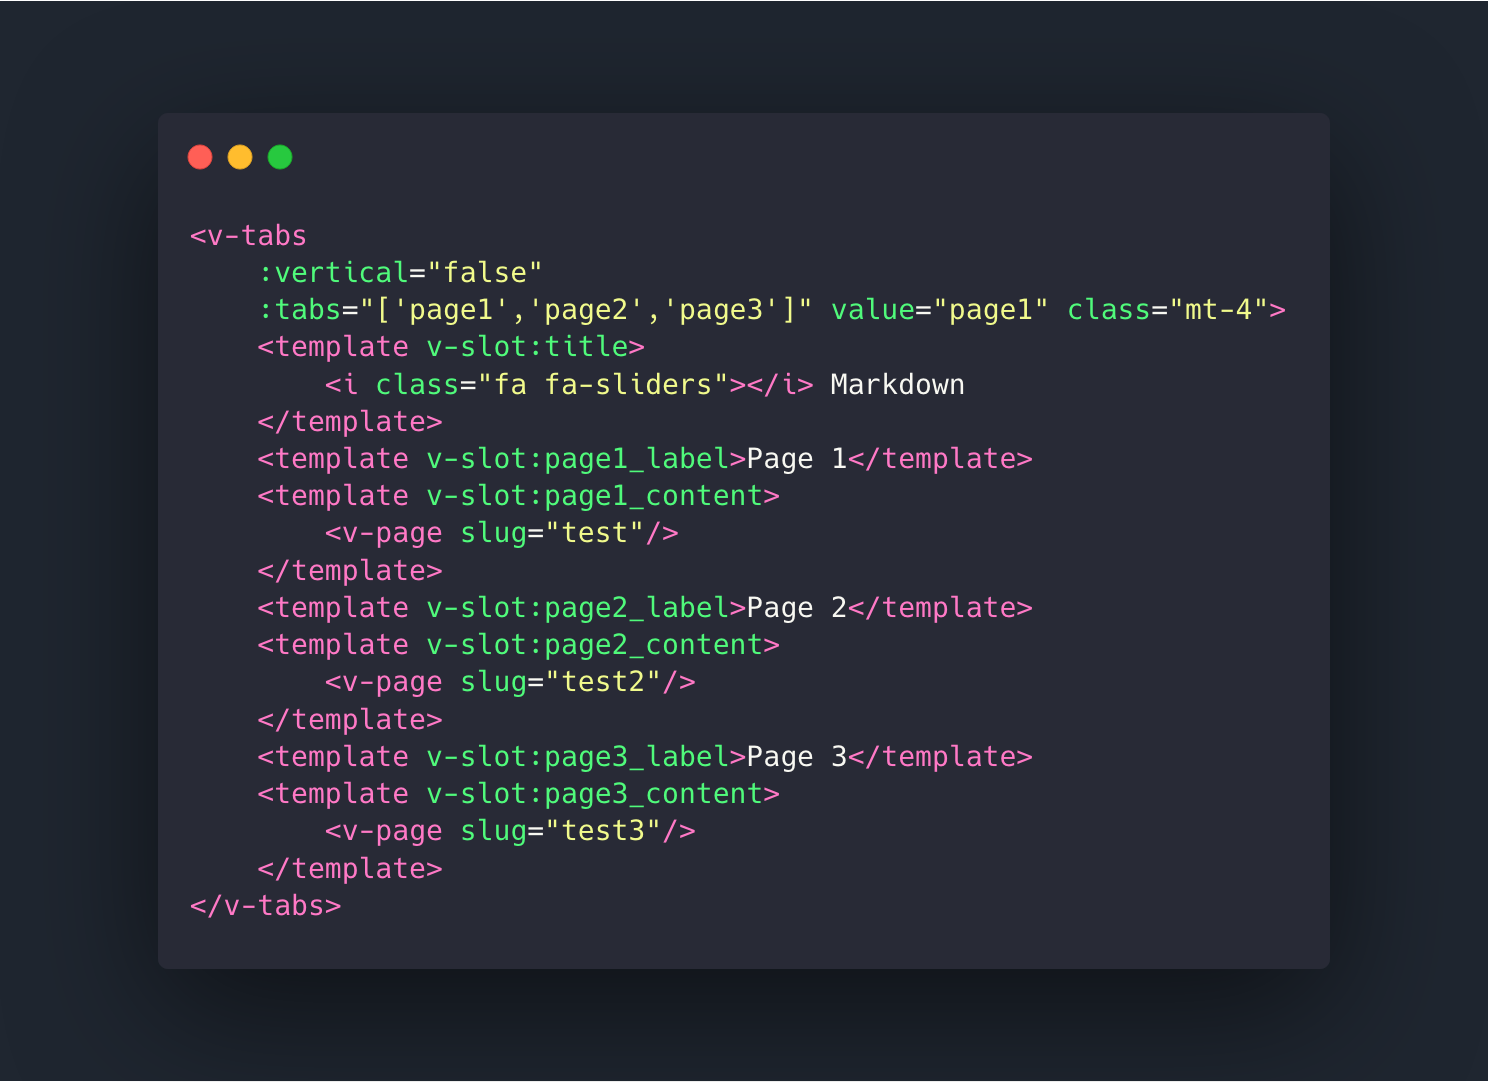 <v-tabs
    :vertical="false"
    :tabs="['page1','page2','page3']" value="page1" class="mt-4">
    <template v-slot:title>
        <i class="fa fa-sliders"></i> Markdown
    </template>
    <template v-slot:page1_label>Page 1</template>
    <template v-slot:page1_content>
        <v-page slug="test"/>
    </template>
    <template v-slot:page2_label>Page 2</template>
    <template v-slot:page2_content>
        <v-page slug="test2"/>
    </template>
    <template v-slot:page3_label>Page 3</template>
    <template v-slot:page3_content>
        <v-page slug="test3"/>
    </template>
</v-tabs>